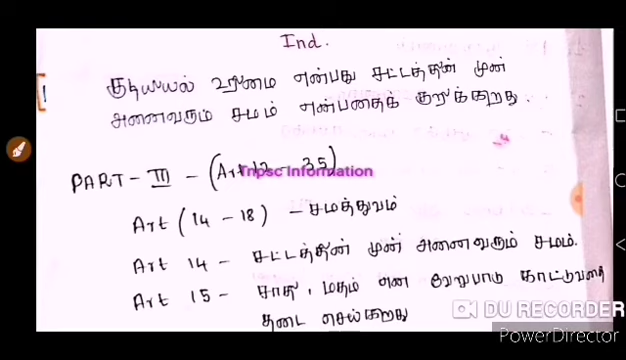 Ind.
குடியியல் உரிமை என்பது சட்டத்தின் முன்
அனைவரும் சமம் என்பதைக் குறிக்கிறது.
PART - III - (Art 12 - 35)
Tnpsc Information
Art (14 - 18) - சமத்துவம்
Art 14 - சட்டத்தின் முன் அனைவரும் சமம்.
Art 15 - சாதி, மதம் என வேறுபாடு காட்டுவதை
தடை செய்கிறது
DU RECORDER
PowerDirector